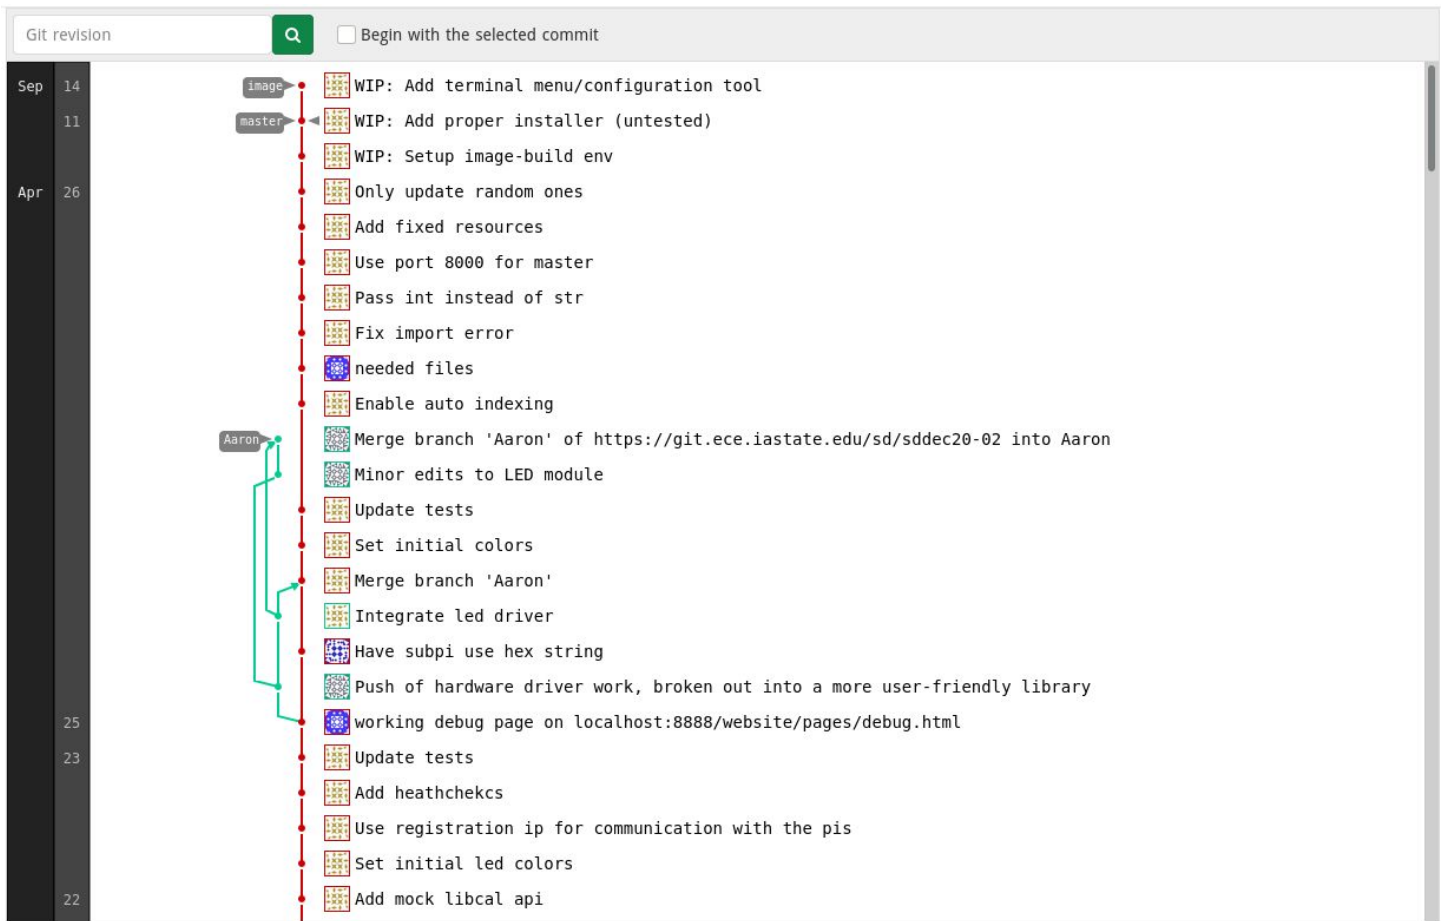 Git revision
Begin with the selected commit
Sep 14 image WIP: Add terminal menu/configuration tool
11 master WIP: Add proper installer (untested)
WIP: Setup image-build env
Apr 26 Only update random ones
Add fixed resources
Use port 8000 for master
Pass int instead of str
Fix import error
needed files
Enable auto indexing
Aaron Merge branch 'Aaron' of https://git.ece.iastate.edu/sd/sddec20-02 into Aaron
Minor edits to LED module
Update tests
Set initial colors
Merge branch 'Aaron'
Integrate led driver
Have subpi use hex string
Push of hardware driver work, broken out into a more user-friendly library
25 working debug page on localhost:8888/website/pages/debug.html
23 Update tests
Add heathchekcs
Use registration ip for communication with the pis
Set initial led colors
22 Add mock libcal api